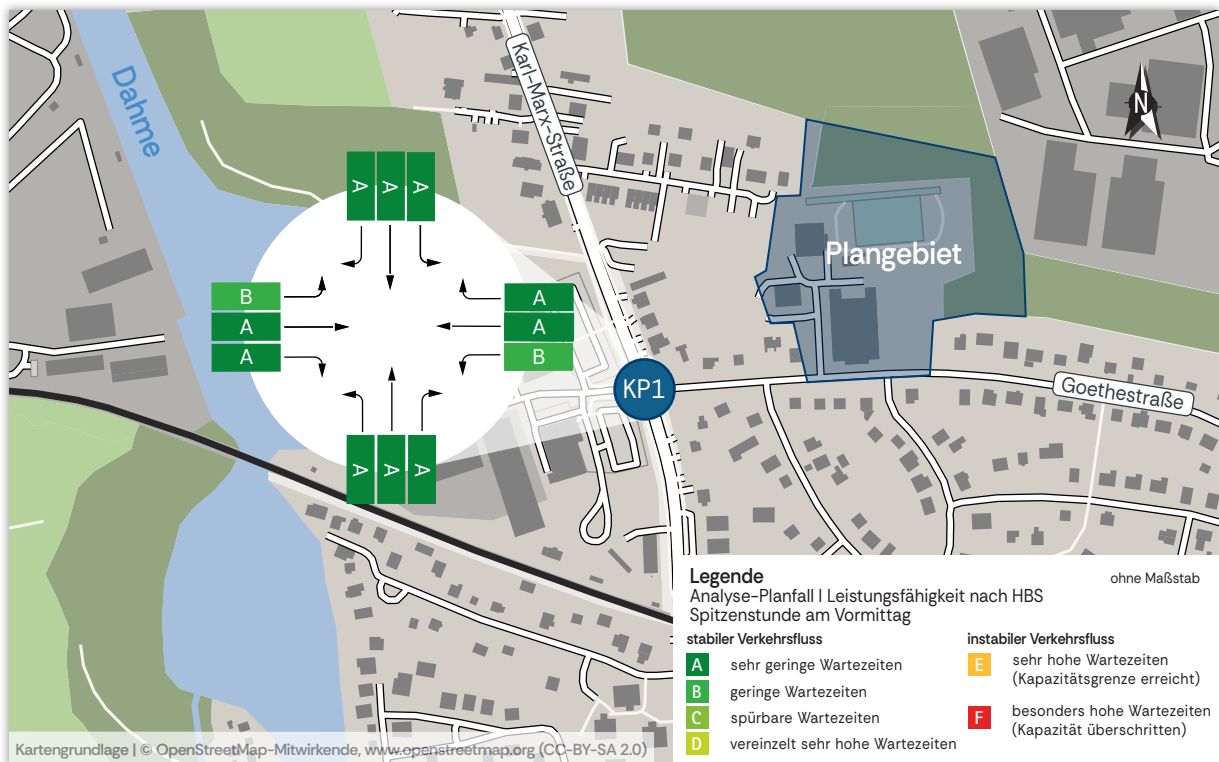 Dahme
Karl-Marx-Straße
N
Plangebiet
A A A
B
A
A
A
A
B
A A A
KP1
Goethestraße
Legende
ohne Maßstab
Analyse-Planfall | Leistungsfähigkeit nach HBS
Spitzenstunde am Vormittag
stabiler Verkehrsfluss
A sehr geringe Wartezeiten
B geringe Wartezeiten
C spürbare Wartezeiten
D vereinzelt sehr hohe Wartezeiten
instabiler Verkehrsfluss
E sehr hohe Wartezeiten
(Kapazitätsgrenze erreicht)
F besonders hohe Wartezeiten
(Kapazität überschritten)
Kartengrundlage | © OpenStreetMap-Mitwirkende, www.openstreetmap.org (CC-BY-SA 2.0)